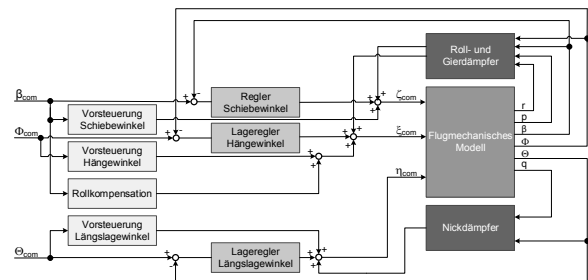 Roll- und
Gierdämpfer
β_com
Regler
Schiebewinkel
ζ_com
Vorsteuerung
Schiebewinkel
Φ_com
Lageregler
Hängewinkel
ξ_com
Flugmechanisches
Modell
r
p
β
Φ
Θ
q
Vorsteuerung
Hängewinkel
Rollkompensation
η_com
Vorsteuerung
Längslagewinkel
Nickdämpfer
Θ_com
Lageregler
Längslagewinkel